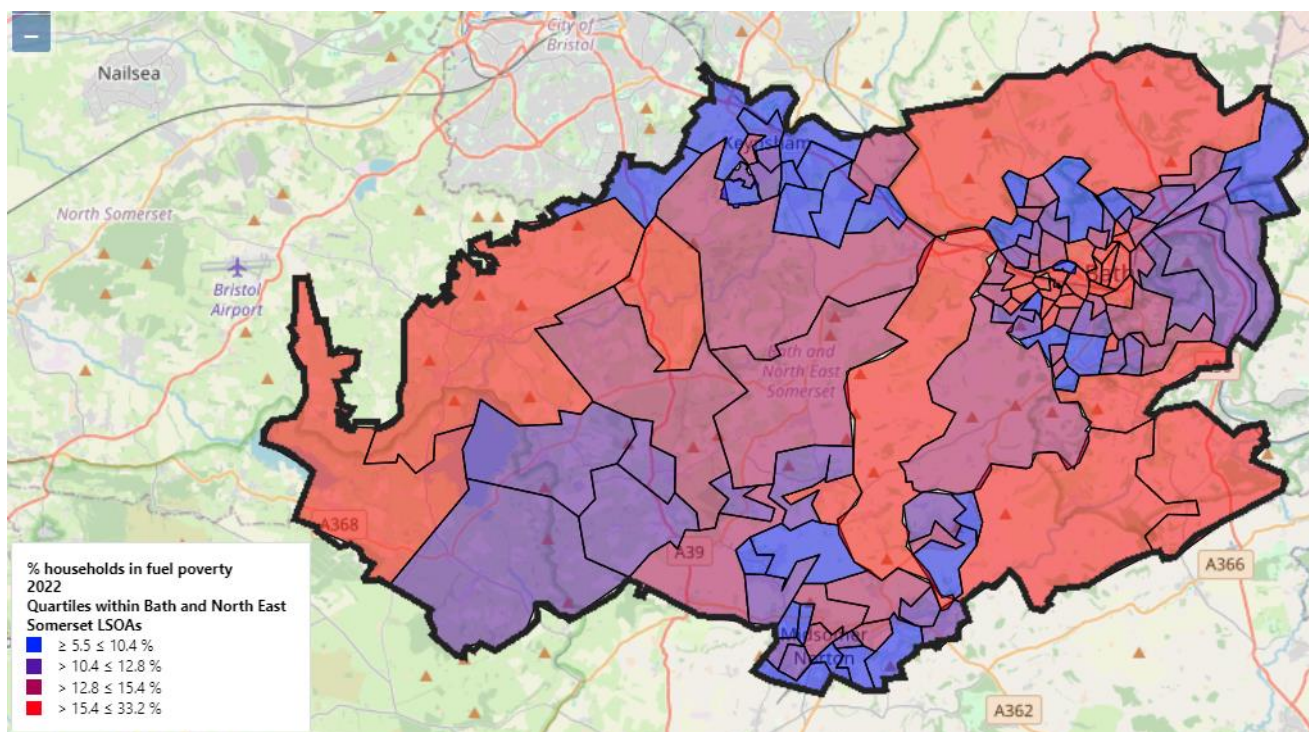 –
City of
Bristol
Nailsea
Keynsham
North Somerset
Bristol
Airport
Bath
Bath and
North East
Somerset
A368
A39
A366
Midsomer
Norton
A362
% households in fuel poverty
2022
Quartiles within Bath and North East
Somerset LSOAs
≥ 5.5 ≤ 10.4 %
> 10.4 ≤ 12.8 %
> 12.8 ≤ 15.4 %
> 15.4 ≤ 33.2 %